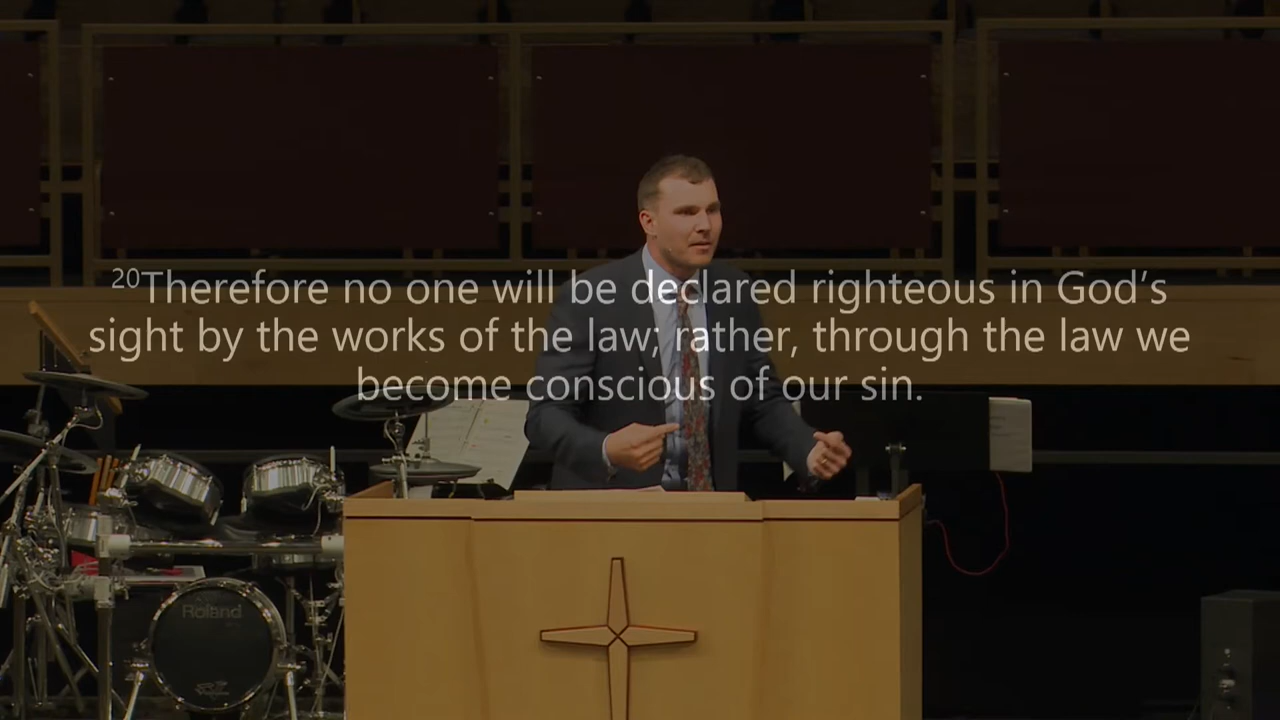 ²⁰Therefore no one will be declared righteous in God's
sight by the works of the law; rather, through the law we
become conscious of our sin.
Roland